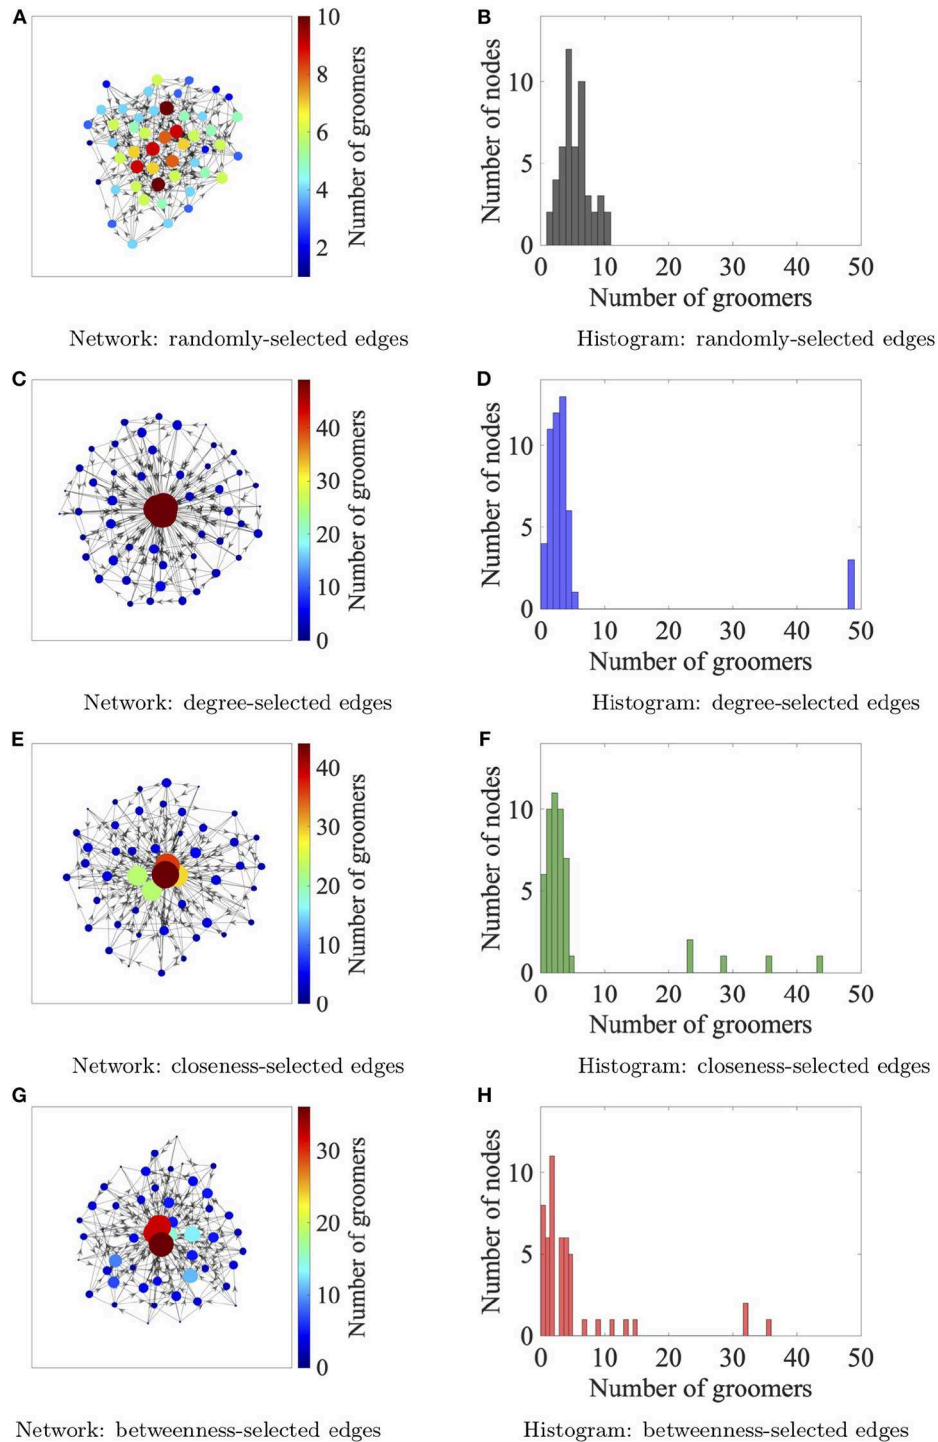 A
10
8
6
4
2
Number of groomers
Network: randomly-selected edges
B
Number of nodes
10
5
0
0 10 20 30 40 50
Number of groomers
Histogram: randomly-selected edges
C
40
30
20
10
0
Number of groomers
Network: degree-selected edges
D
Number of nodes
10
5
0
0 10 20 30 40 50
Number of groomers
Histogram: degree-selected edges
E
40
30
20
10
0
Number of groomers
Network: closeness-selected edges
F
Number of nodes
10
5
0
0 10 20 30 40 50
Number of groomers
Histogram: closeness-selected edges
G
30
20
10
0
Number of groomers
Network: betweenness-selected edges
H
Number of nodes
10
5
0
0 10 20 30 40 50
Number of groomers
Histogram: betweenness-selected edges